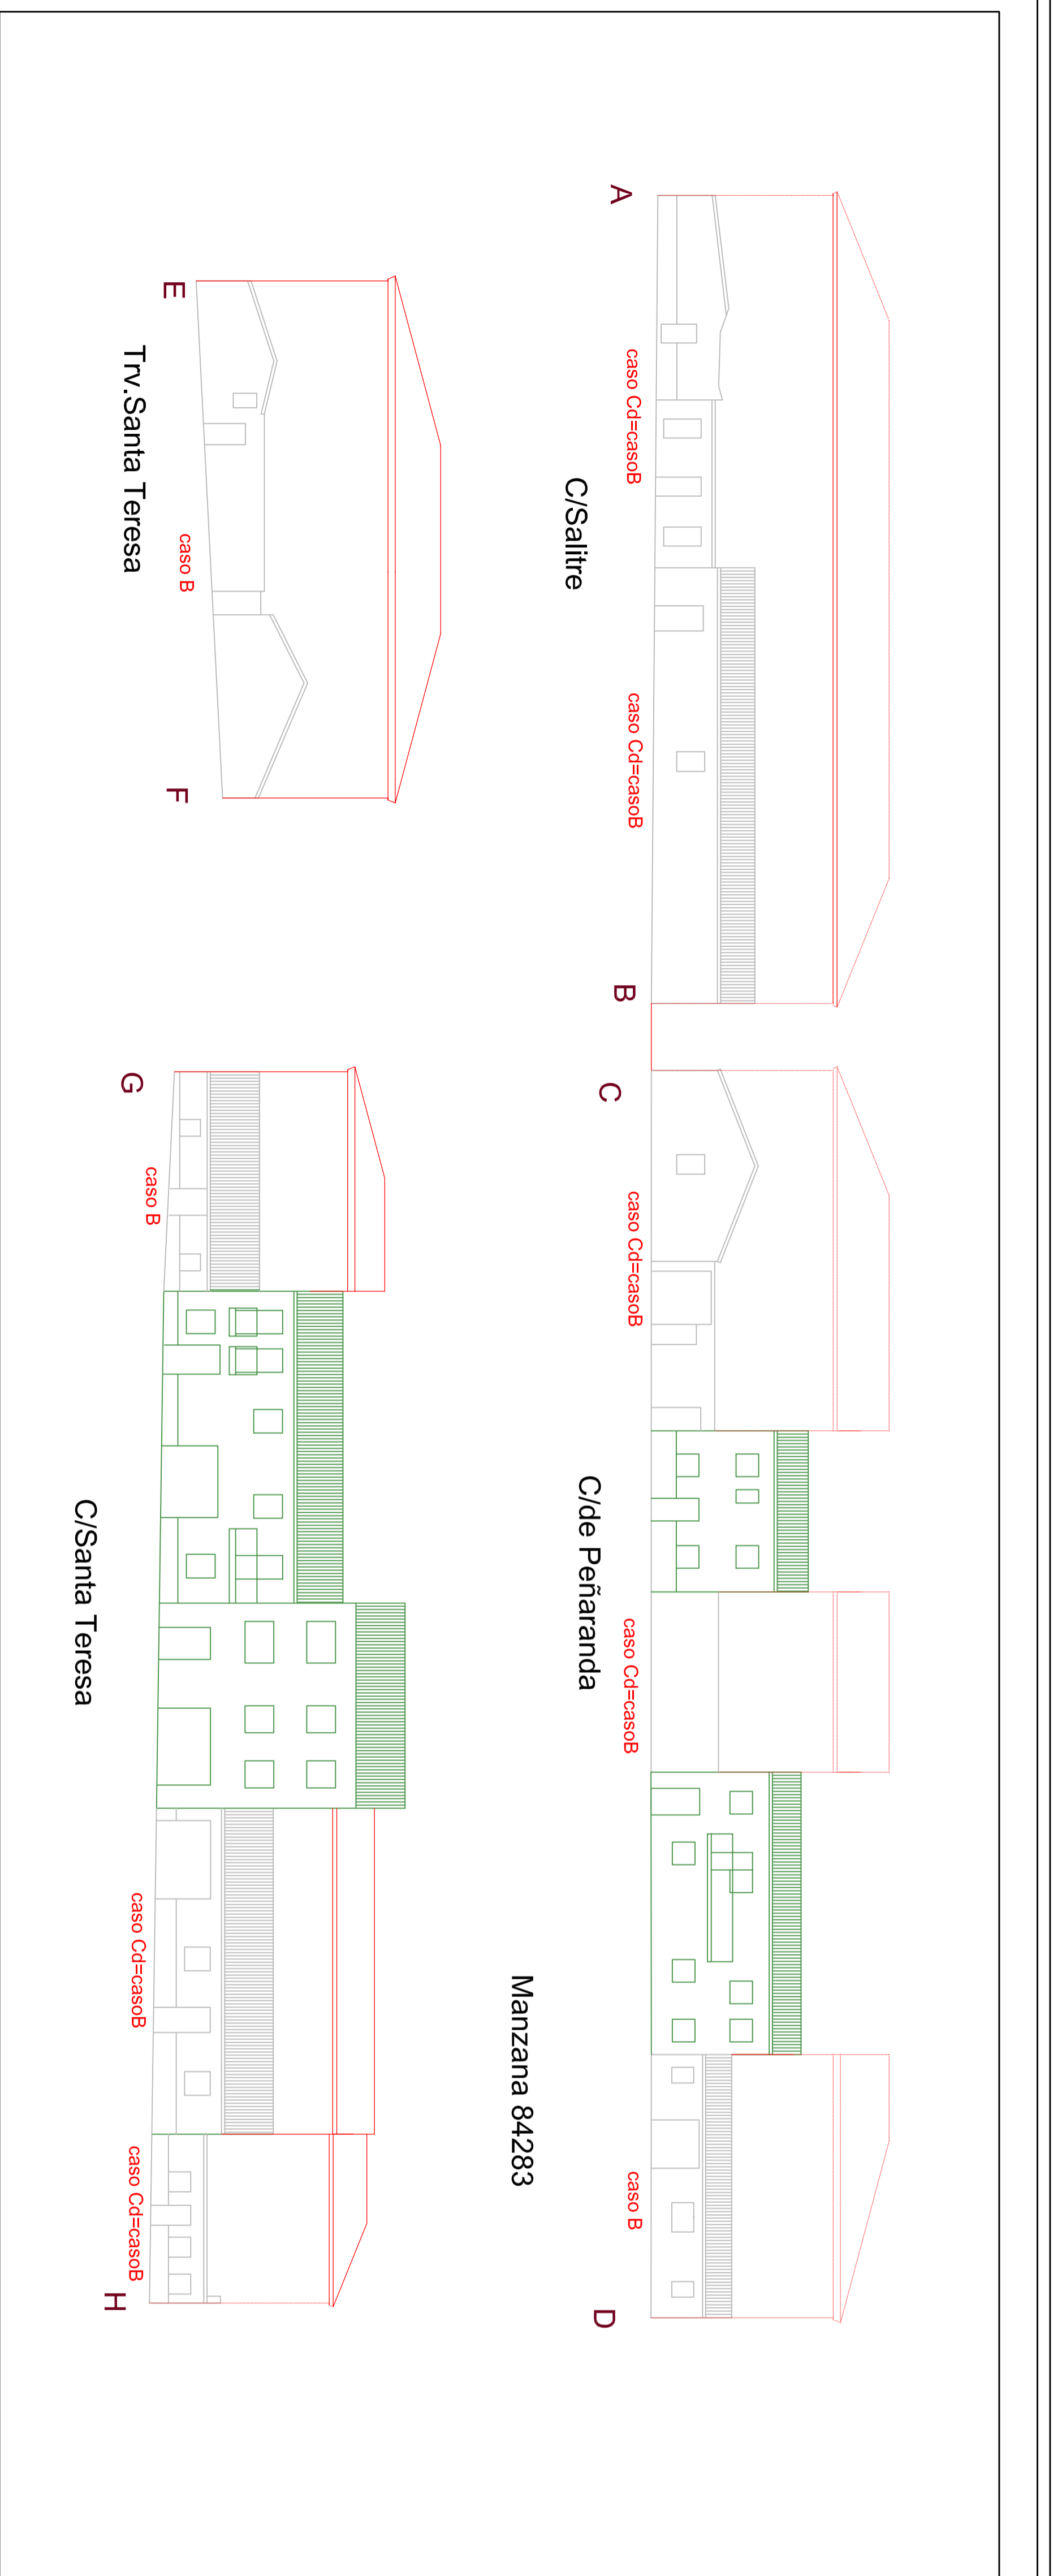 A
B
C
D
caso Cd=casoB
caso Cd=casoB
caso Cd=casoB
caso Cd=casoB
caso B
C/Salitre
C/de Peñaranda
Manzana 84283
E
F
G
H
caso B
caso B
caso Cd=casoB
caso Cd=casoB
Trv.Santa Teresa
C/Santa Teresa